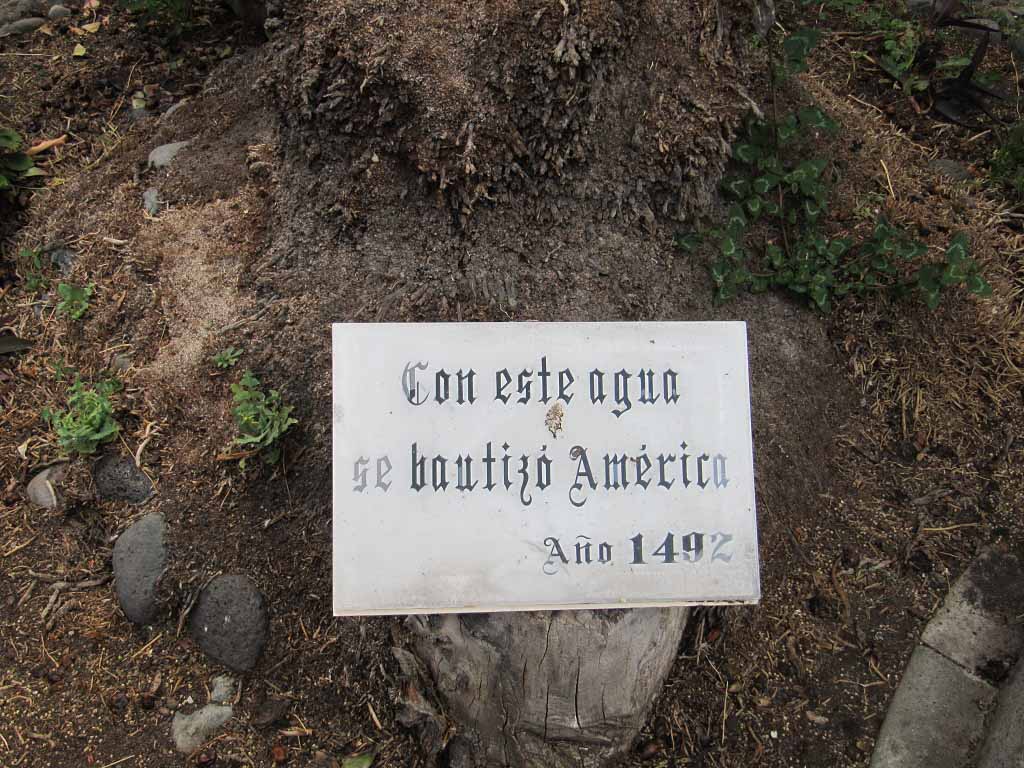 Con este agua
se bautizó América
Año 1492